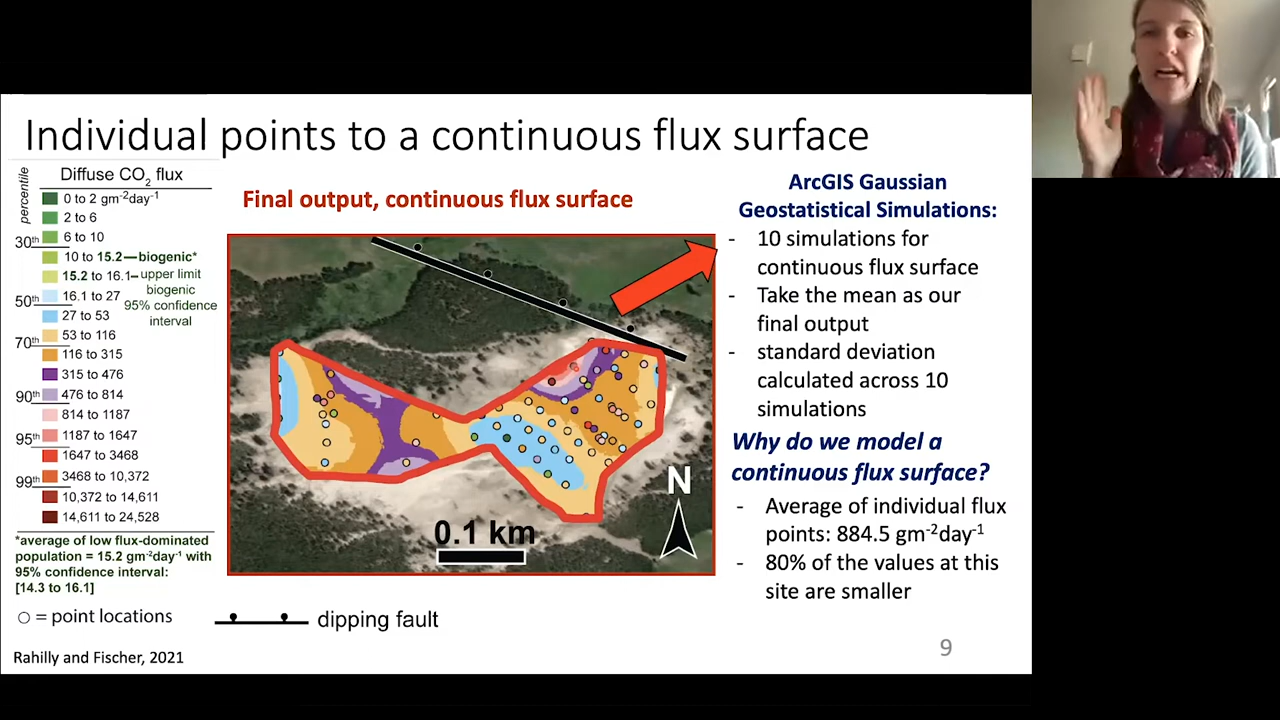 Individual points to a continuous flux surface
percentile
Diffuse CO2 flux
0 to 2 gm-2day-1
2 to 6
6 to 10
30th
10 to 15.2—biogenic*
15.2 to 16.1–upper limit biogenic 95% confidence interval
16.1 to 27
50th
27 to 53
53 to 116
70th
116 to 315
315 to 476
90th
476 to 814
814 to 1187
95th
1187 to 1647
1647 to 3468
99th
3468 to 10,372
10,372 to 14,611
14,611 to 24,528
*average of low flux-dominated
population = 15.2 gm-2day-1 with
95% confidence interval:
[14.3 to 16.1]
= point locations
dipping fault
Rahilly and Fischer, 2021
Final output, continuous flux surface
N
0.1 km
ArcGIS Gaussian
Geostatistical Simulations:
- 10 simulations for
continuous flux surface
- Take the mean as our
final output
- standard deviation
calculated across 10
simulations
Why do we model a
continuous flux surface?
- Average of individual flux
points: 884.5 gm-2day-1
- 80% of the values at this
site are smaller
9